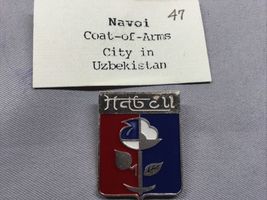 47
Navoi
Coat-of-Arms
City in
Uzbekistan
Навои